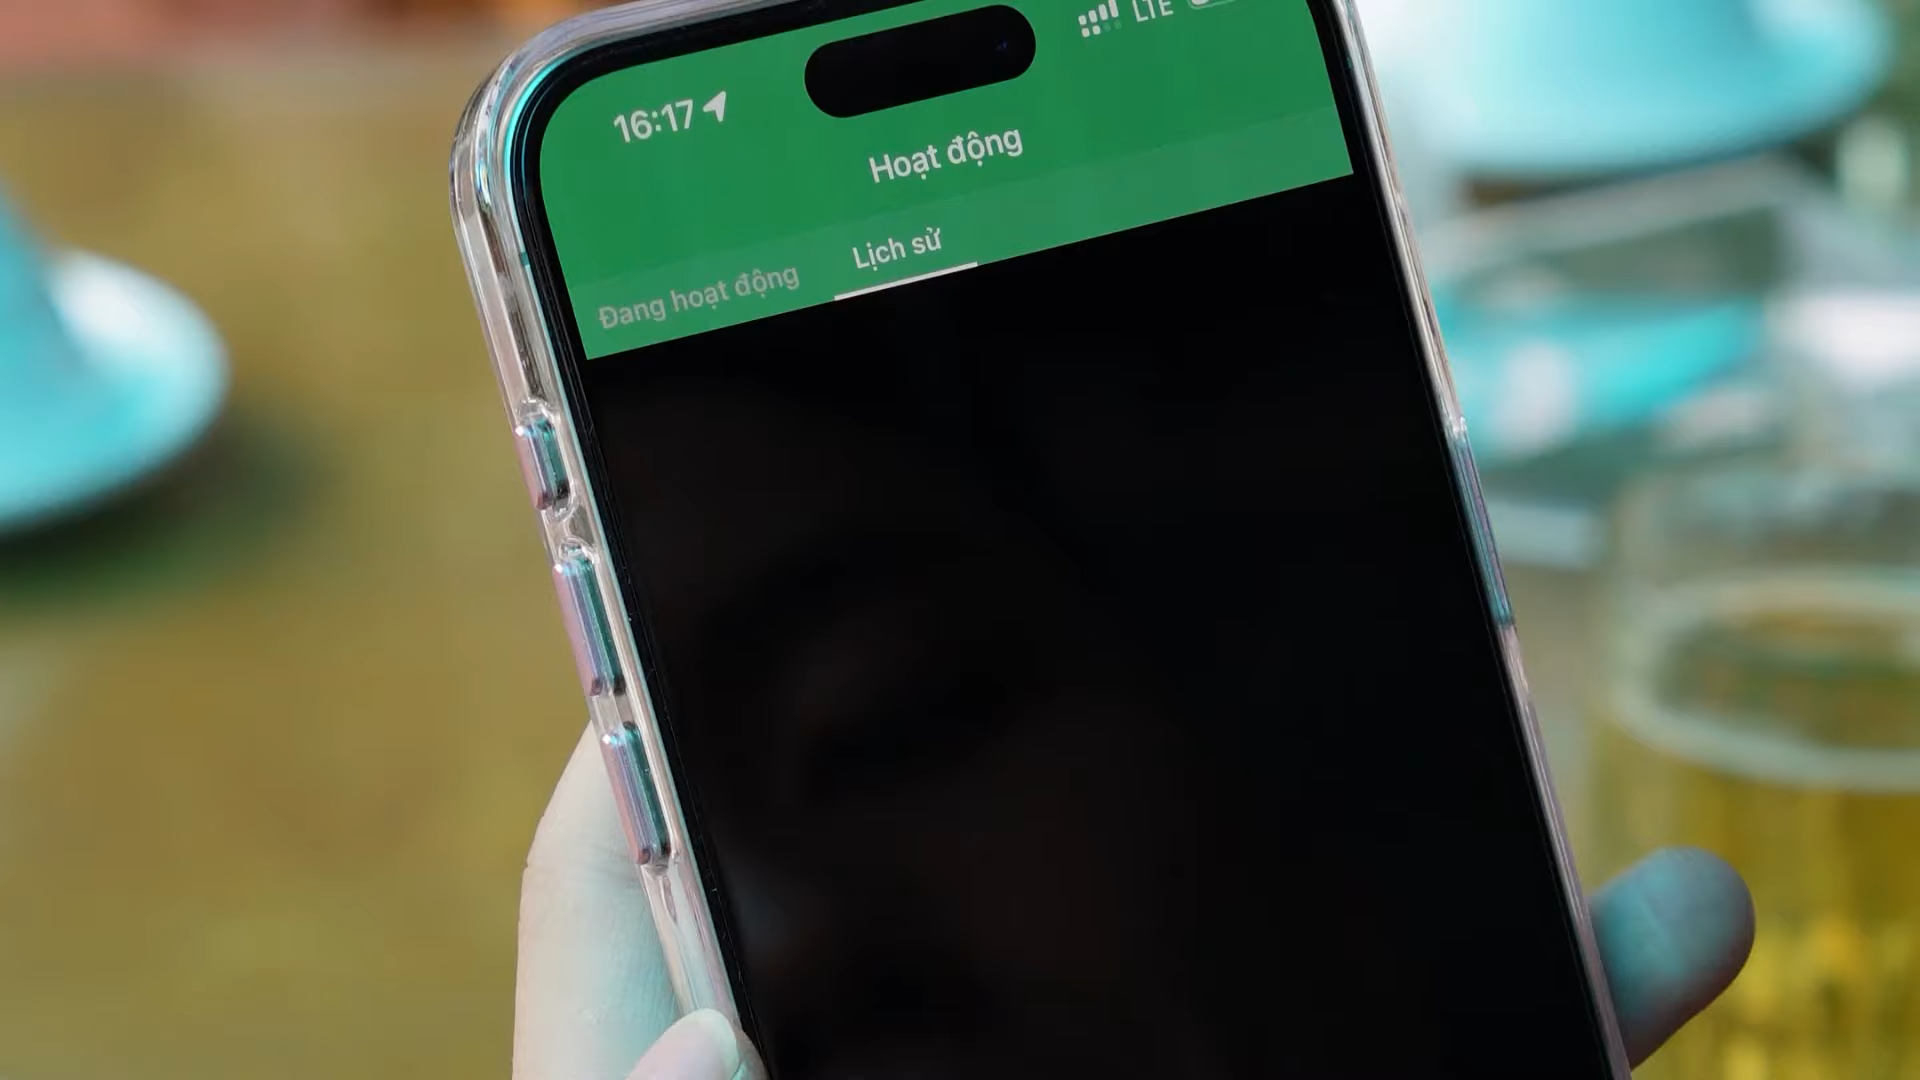 16:17
LTE
Hoạt động
Đang hoạt động
Lịch sử